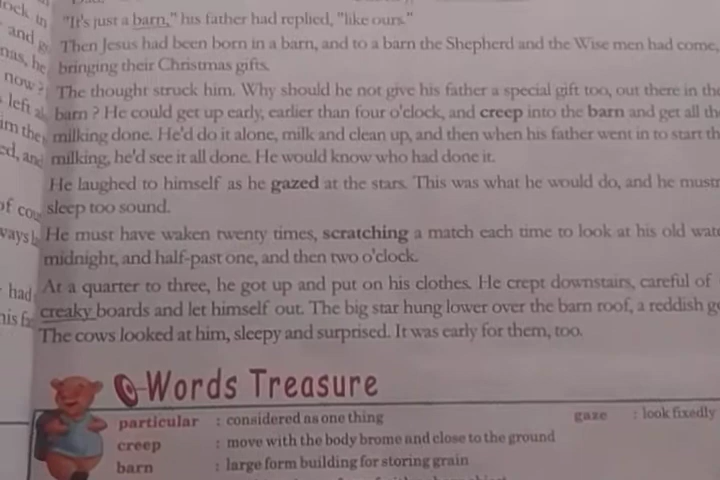 "It's just a barn," his father had replied, "like ours."
Then Jesus had been born in a barn, and to a barn the Shepherd and the Wise men had come,
bringing their Christmas gifts.
The thought struck him. Why should he not give his father a special gift too, out there in the
barn ? He could get up early, earlier than four o'clock, and creep into the barn and get all the
milking done. He'd do it alone, milk and clean up, and then when his father went in to start th
milking, he'd see it all done. He would know who had done it.
He laughed to himself as he gazed at the stars. This was what he would do, and he must
sleep too sound.
He must have waken twenty times, scratching a match each time to look at his old wat
midnight, and half-past one, and then two o'clock.
At a quarter to three, he got up and put on his clothes. He crept downstairs, careful of
creaky boards and let himself out. The big star hung lower over the barn roof, a reddish g
The cows looked at him, sleepy and surprised. It was early for them, too.
Words Treasure
particular : considered as one thing gaze : look fixedly
creep : move with the body brome and close to the ground
barn : large form building for storing grain